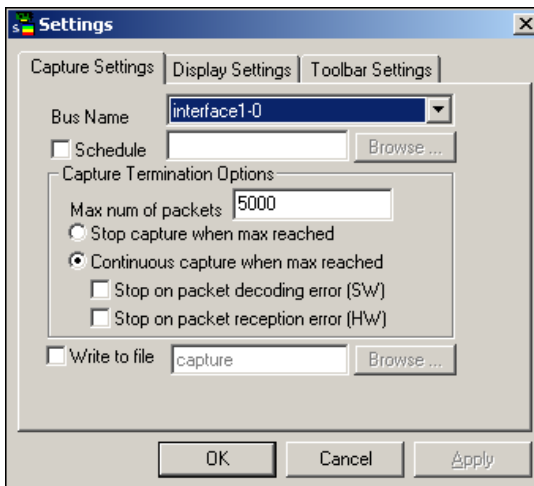 Settings
Capture Settings Display Settings Toolbar Settings
Bus Name interface1-0
Schedule Browse ...
Capture Termination Options
Max num of packets 5000
Stop capture when max reached
Continuous capture when max reached
Stop on packet decoding error (SW)
Stop on packet reception error (HW)
Write to file capture Browse ...
OK Cancel Apply